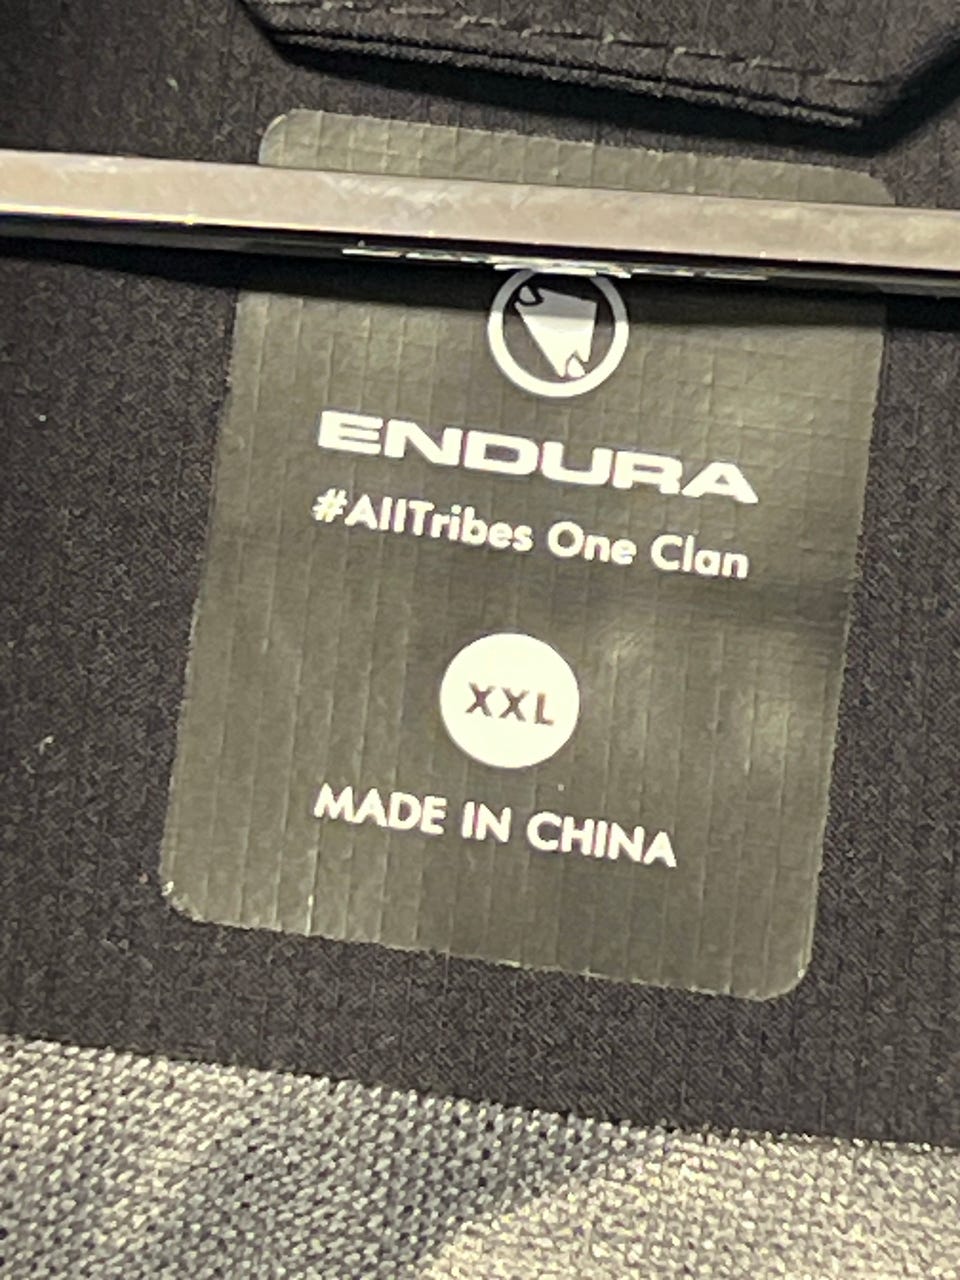 ENDURA
#AllTribes One Clan
XXL
MADE IN CHINA